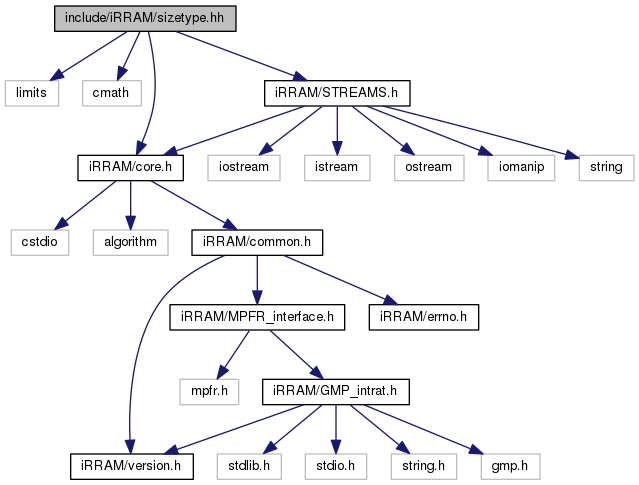 include/iRRAM/sizetype.hh
limits
cmath
iRRAM/STREAMS.h
iRRAM/core.h
iostream
istream
ostream
iomanip
string
cstdio
algorithm
iRRAM/common.h
iRRAM/MPFR_interface.h
iRRAM/errno.h
mpfr.h
iRRAM/GMP_intrat.h
iRRAM/version.h
stdlib.h
stdio.h
string.h
gmp.h